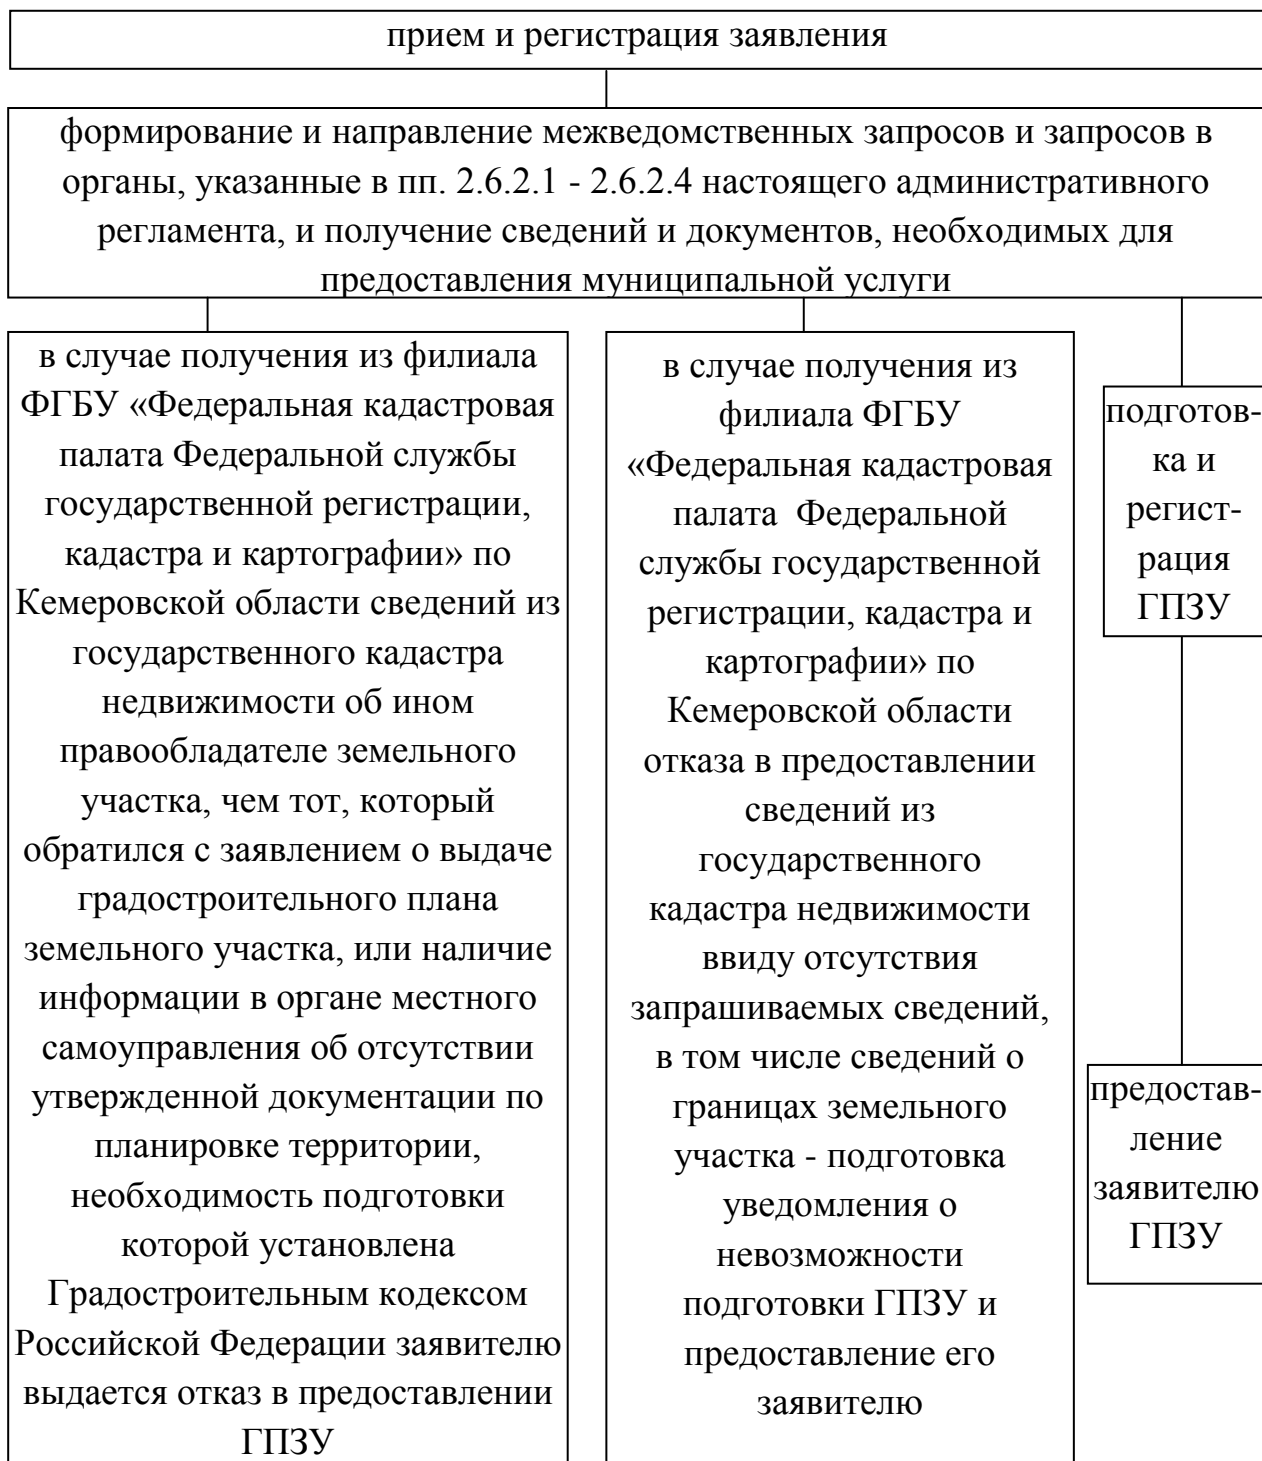 прием и регистрация заявления
формирование и направление межведомственных запросов и запросов в
органы, указанные в пп. 2.6.2.1 - 2.6.2.4 настоящего административного
регламента, и получение сведений и документов, необходимых для
предоставления муниципальной услуги
в случае получения из филиала
ФГБУ «Федеральная кадастровая
палата Федеральной службы
государственной регистрации,
кадастра и картографии» по
Кемеровской области сведений из
государственного кадастра
недвижимости об ином
правообладателе земельного
участка, чем тот, который
обратился с заявлением о выдаче
градостроительного плана
земельного участка, или наличие
информации в органе местного
самоуправления об отсутствии
утвержденной документации по
планировке территории,
необходимость подготовки
которой установлена
Градостроительным кодексом
Российской Федерации заявителю
выдается отказ в предоставлении
ГПЗУ
в случае получения из
филиала ФГБУ
«Федеральная кадастровая
палата  Федеральной
службы государственной
регистрации, кадастра и
картографии» по
Кемеровской области
отказа в предоставлении
сведений из
государственного
кадастра недвижимости
ввиду отсутствия
запрашиваемых сведений,
в том числе сведений о
границах земельного
участка - подготовка
уведомления о
невозможности
подготовки ГПЗУ и
предоставление его
заявителю
подготов-
ка и
регист-
рация
ГПЗУ
предостав-
ление
заявителю
ГПЗУ